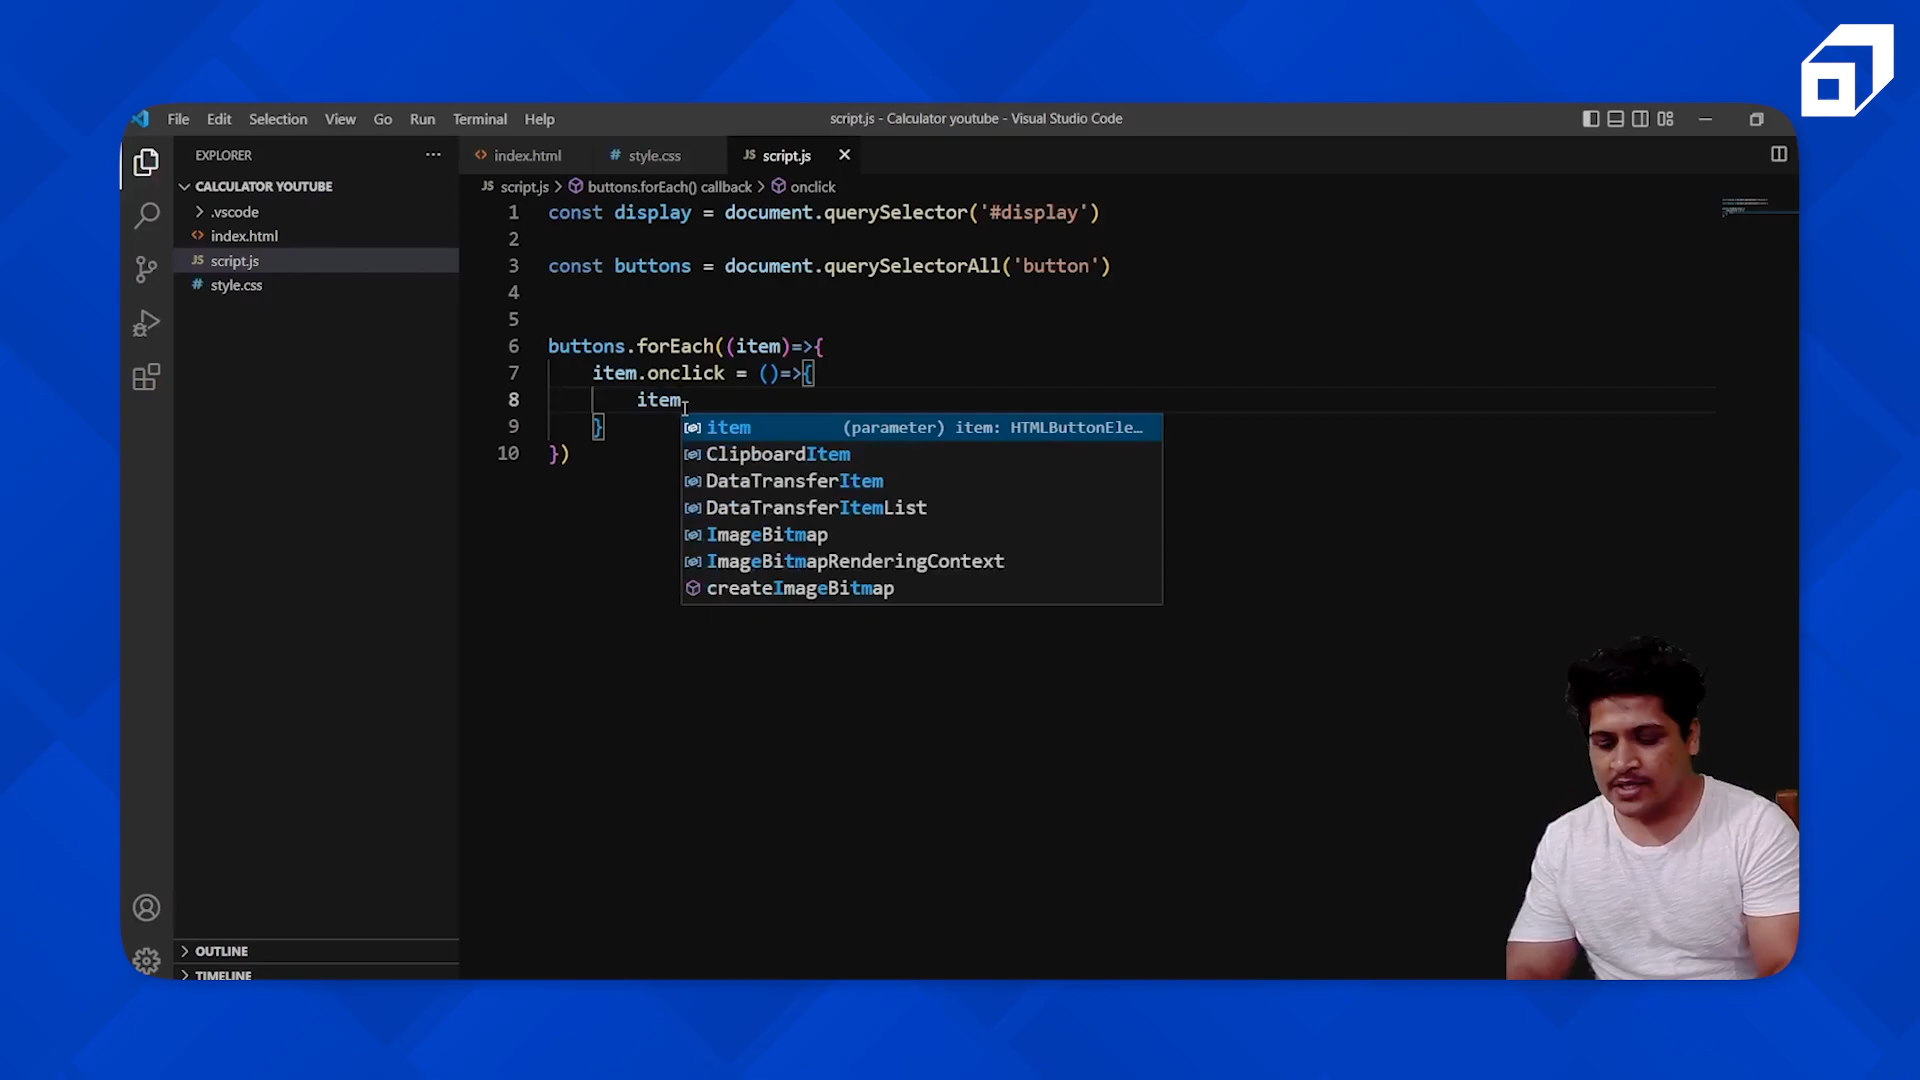 File Edit Selection View Go Run Terminal Help
script.js - Calculator youtube - Visual Studio Code
EXPLORER
index.html
style.css
JS script.js
CALCULATOR YOUTUBE
JS script.js > buttons.forEach() callback > onclick
.vscode
index.html
JS script.js
# style.css
1 const display = document.querySelector('#display')
2
3 const buttons = document.querySelectorAll('button')
4
5
6 buttons.forEach((item)=>{
7 item.onclick = ()=>{
8 item
9 }
10 })
item (parameter) item: HTMLButtonEle…
ClipboardItem
DataTransferItem
DataTransferItemList
ImageBitmap
ImageBitmapRenderingContext
createImageBitmap
OUTLINE
TIMELINE